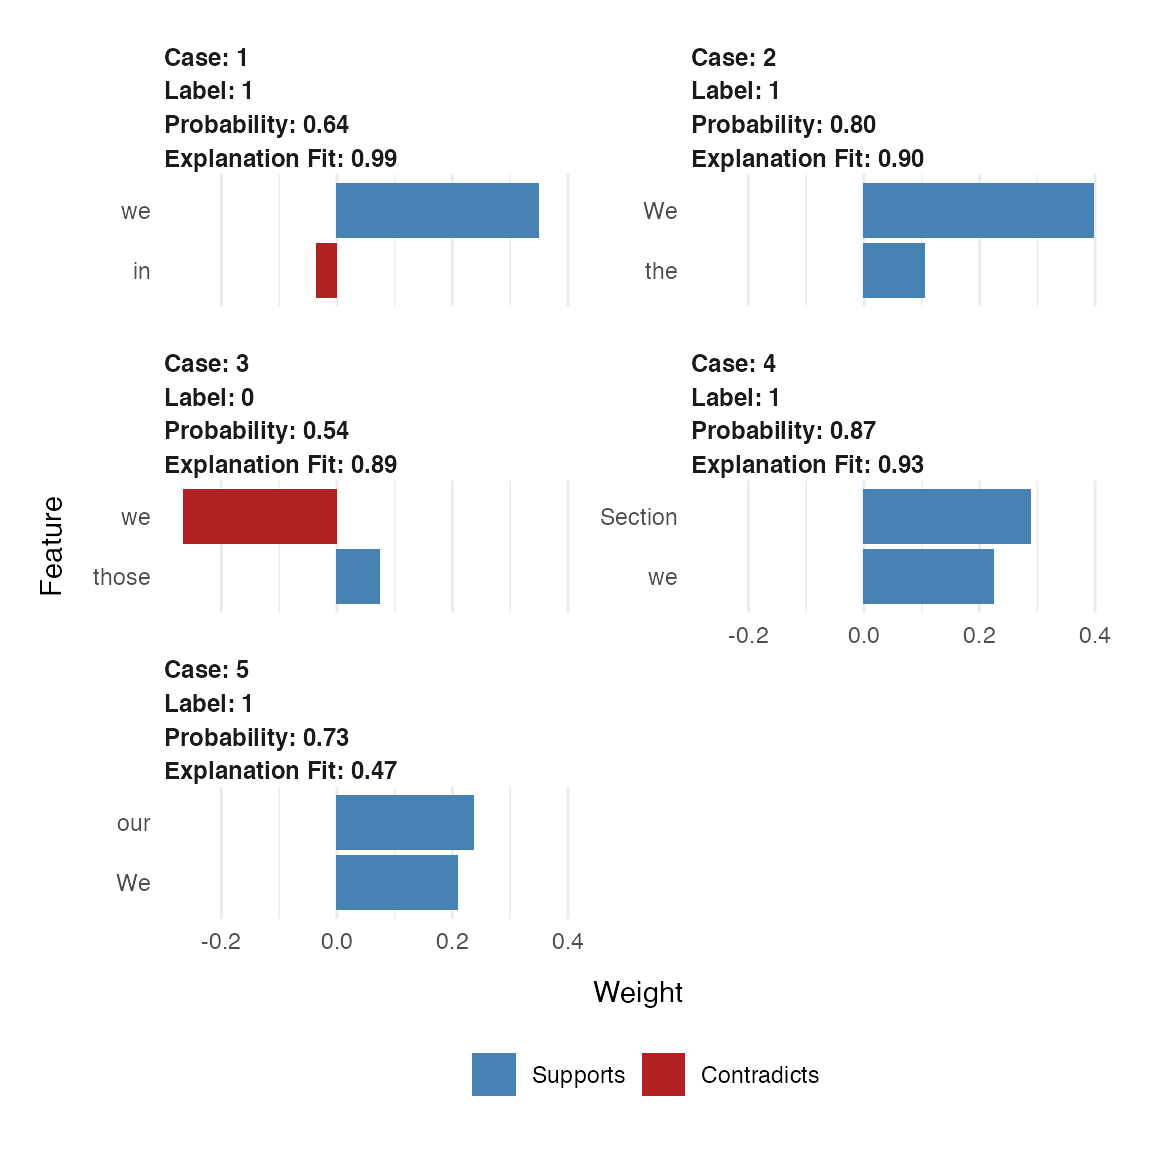 Case: 1
Label: 1
Probability: 0.64
Explanation Fit: 0.99
we
in
Case: 2
Label: 1
Probability: 0.80
Explanation Fit: 0.90
We
the
Case: 3
Label: 0
Probability: 0.54
Explanation Fit: 0.89
we
those
Case: 4
Label: 1
Probability: 0.87
Explanation Fit: 0.93
Section
we
-0.2 0.0 0.2 0.4
Case: 5
Label: 1
Probability: 0.73
Explanation Fit: 0.47
our
We
-0.2 0.0 0.2 0.4
Feature
Weight
Supports Contradicts